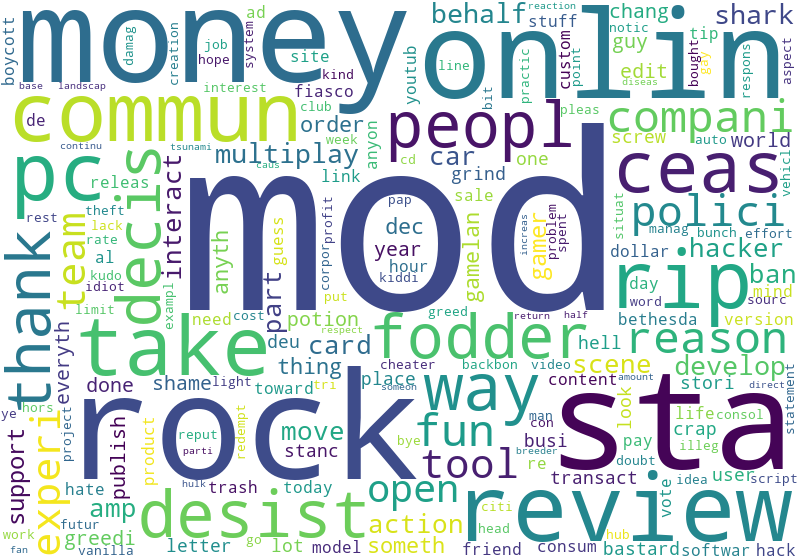 money
onlin
behalf
chang
shark
boycott
damag
creation
job
hope
system
ad
site
kind
interest
fiasco
youtub
line
practic
stuff
point
custom
guy
tip
notic
edit
bought
gay
respons
aspect
reaction
base
landscap
commun
de
club
order
week
anyon
peopl
bit
pleas
diseas
compani
screw
auto
world
vehicl
continu
tsunami
caus
multiplay
link
cd
car
grind
one
ceas
pc
releas
rest
theft
lack
rate
al
kudo
idiot
limit
exampl
decis
interact
mod
pap
dec
year
hour
kiddi
corpor
profit
guess
put
sale
gamelan
gamer
problem
spent
increas
polici
situat
manag
bunch
effort
dollar
hacker
ban
mind
sourc
day
word
version
bethesda
rip
thank
team
everyth
anyth
part
need
cost
potion
deu
card
thing
greed
respect
cheater
backbon
video
return
half
fodder
hell
reason
scene
develop
take
done
shame
light
toward
tri
place
someon
way
content
stori
life
consol
amount
direct
look
crap
illeg
statement
ye
hors
project
support
experi
hate
publish
product
reput
redempt
parti
rock
move
stanc
bye
fun
tool
man
con
busi
re
breeder
sta
pay
doubt
transact
vote
idea
user
script
amp
trash
today
hulk
open
action
citi
head
review
hub
work
futur
fan
greedi
vanilla
letter
desist
go
lot
model
someth
friend
consum
bastard
softwar
hack